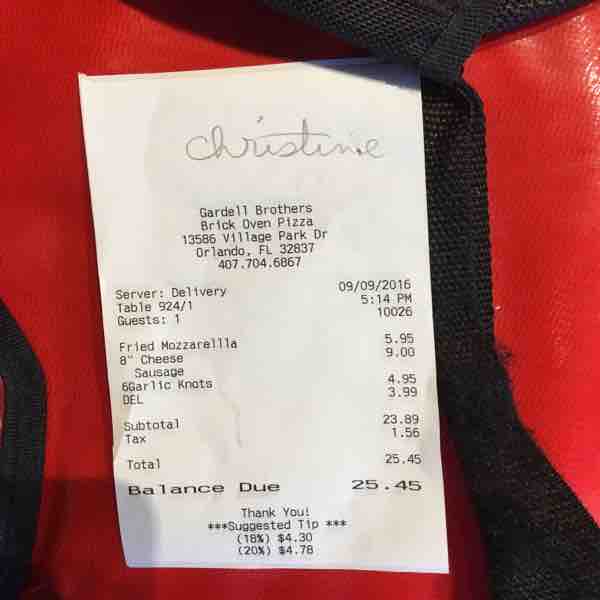 christine
Gardell Brothers
Brick Oven Pizza
13586 Village Park Dr
Orlando, FL 32837
407.704.6867
Server: Delivery 09/09/2016
Table 924/1 5:14 PM
Guests: 1 10026
Fried Mozzarellla 5.95
8" Cheese 9.00
Sausage
6Garlic Knots 4.95
DEL 3.99
Subtotal 23.89
Tax 1.56
Total 25.45
Balance Due 25.45
Thank You!
***Suggested Tip ***
(18%) $4.30
(20%) $4.78